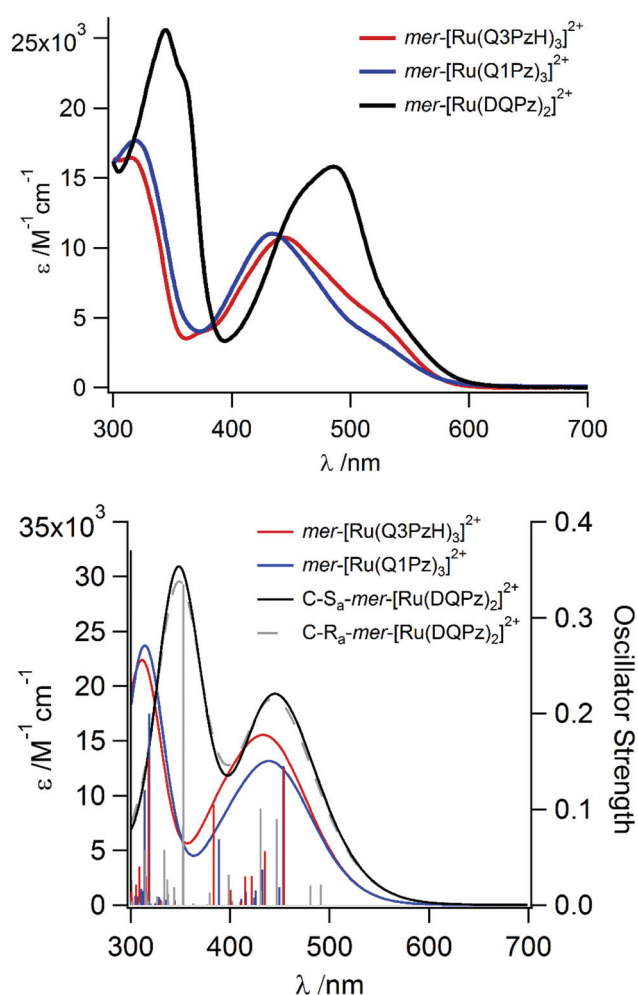 25x10³
20
15
10
5
0
ε /M⁻¹ cm⁻¹
mer-[Ru(Q3PzH)₃]²⁺
mer-[Ru(Q1Pz)₃]²⁺
mer-[Ru(DQPz)₂]²⁺
300 400 500 600 700
λ /nm
35x10³
30
25
20
15
10
5
0
ε /M⁻¹ cm⁻¹
mer-[Ru(Q3PzH)₃]²⁺
mer-[Ru(Q1Pz)₃]²⁺
C-Sₐ-mer-[Ru(DQPz)₂]²⁺
C-Rₐ-mer-[Ru(DQPz)₂]²⁺
0.4
0.3
0.2
0.1
0.0
Oscillator Strength
300 400 500 600 700
λ /nm